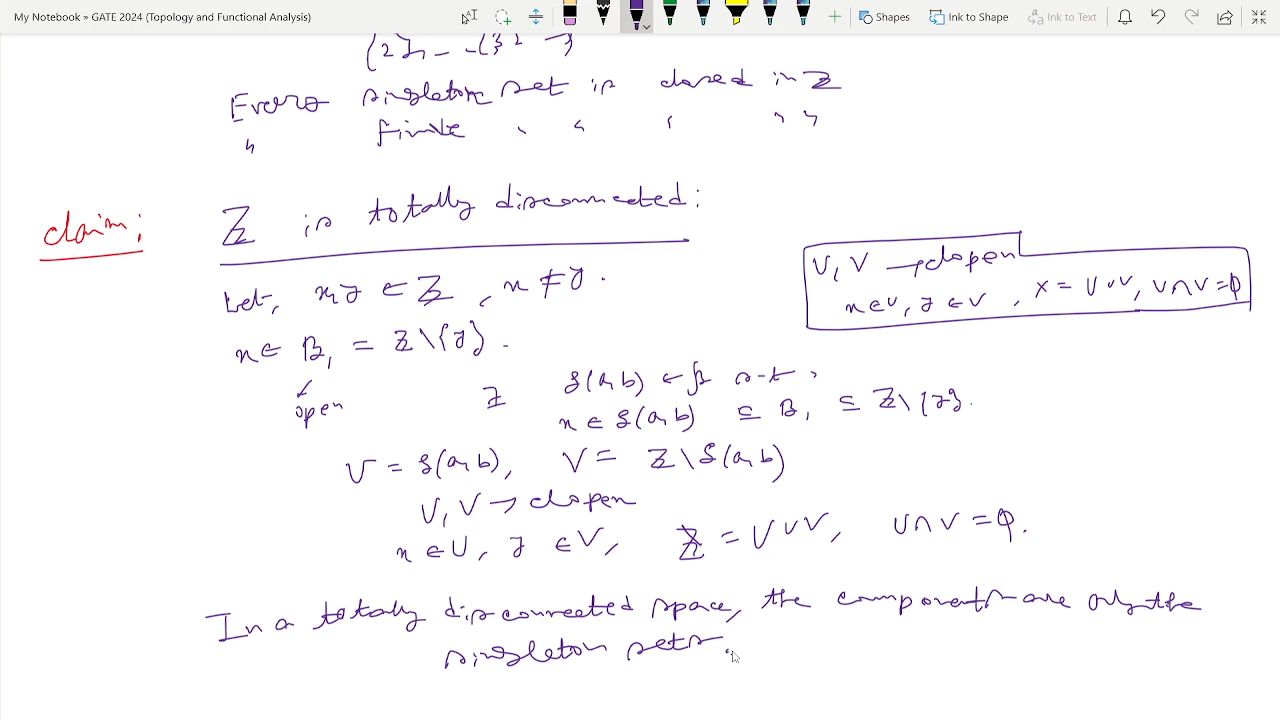 My Notebook » GATE 2024 (Topology and Functional Analysis)
Shapes Ink to Shape Ink to Text
Every singleton set is closed in ℤ
" finite " " " " "
claim: ℤ is totally disconnected:
Let, x, y ∈ ℤ, x ≠ y.
U, V → clopen
x ∈ U, y ∈ V, X = U ∪ V, U ∩ V = φ
x ∈ B₁ = ℤ \ {y}.
open
∃ S(a, b) ∈ β s.t.,
x ∈ S(a, b) ⊆ B₁ ⊆ ℤ \ {y}.
U = S(a, b), V = ℤ \ S(a, b)
U, V → clopen
x ∈ U, y ∈ V, ℤ = U ∪ V, U ∩ V = φ.
In a totally disconnected space, the components are only the
singleton sets.